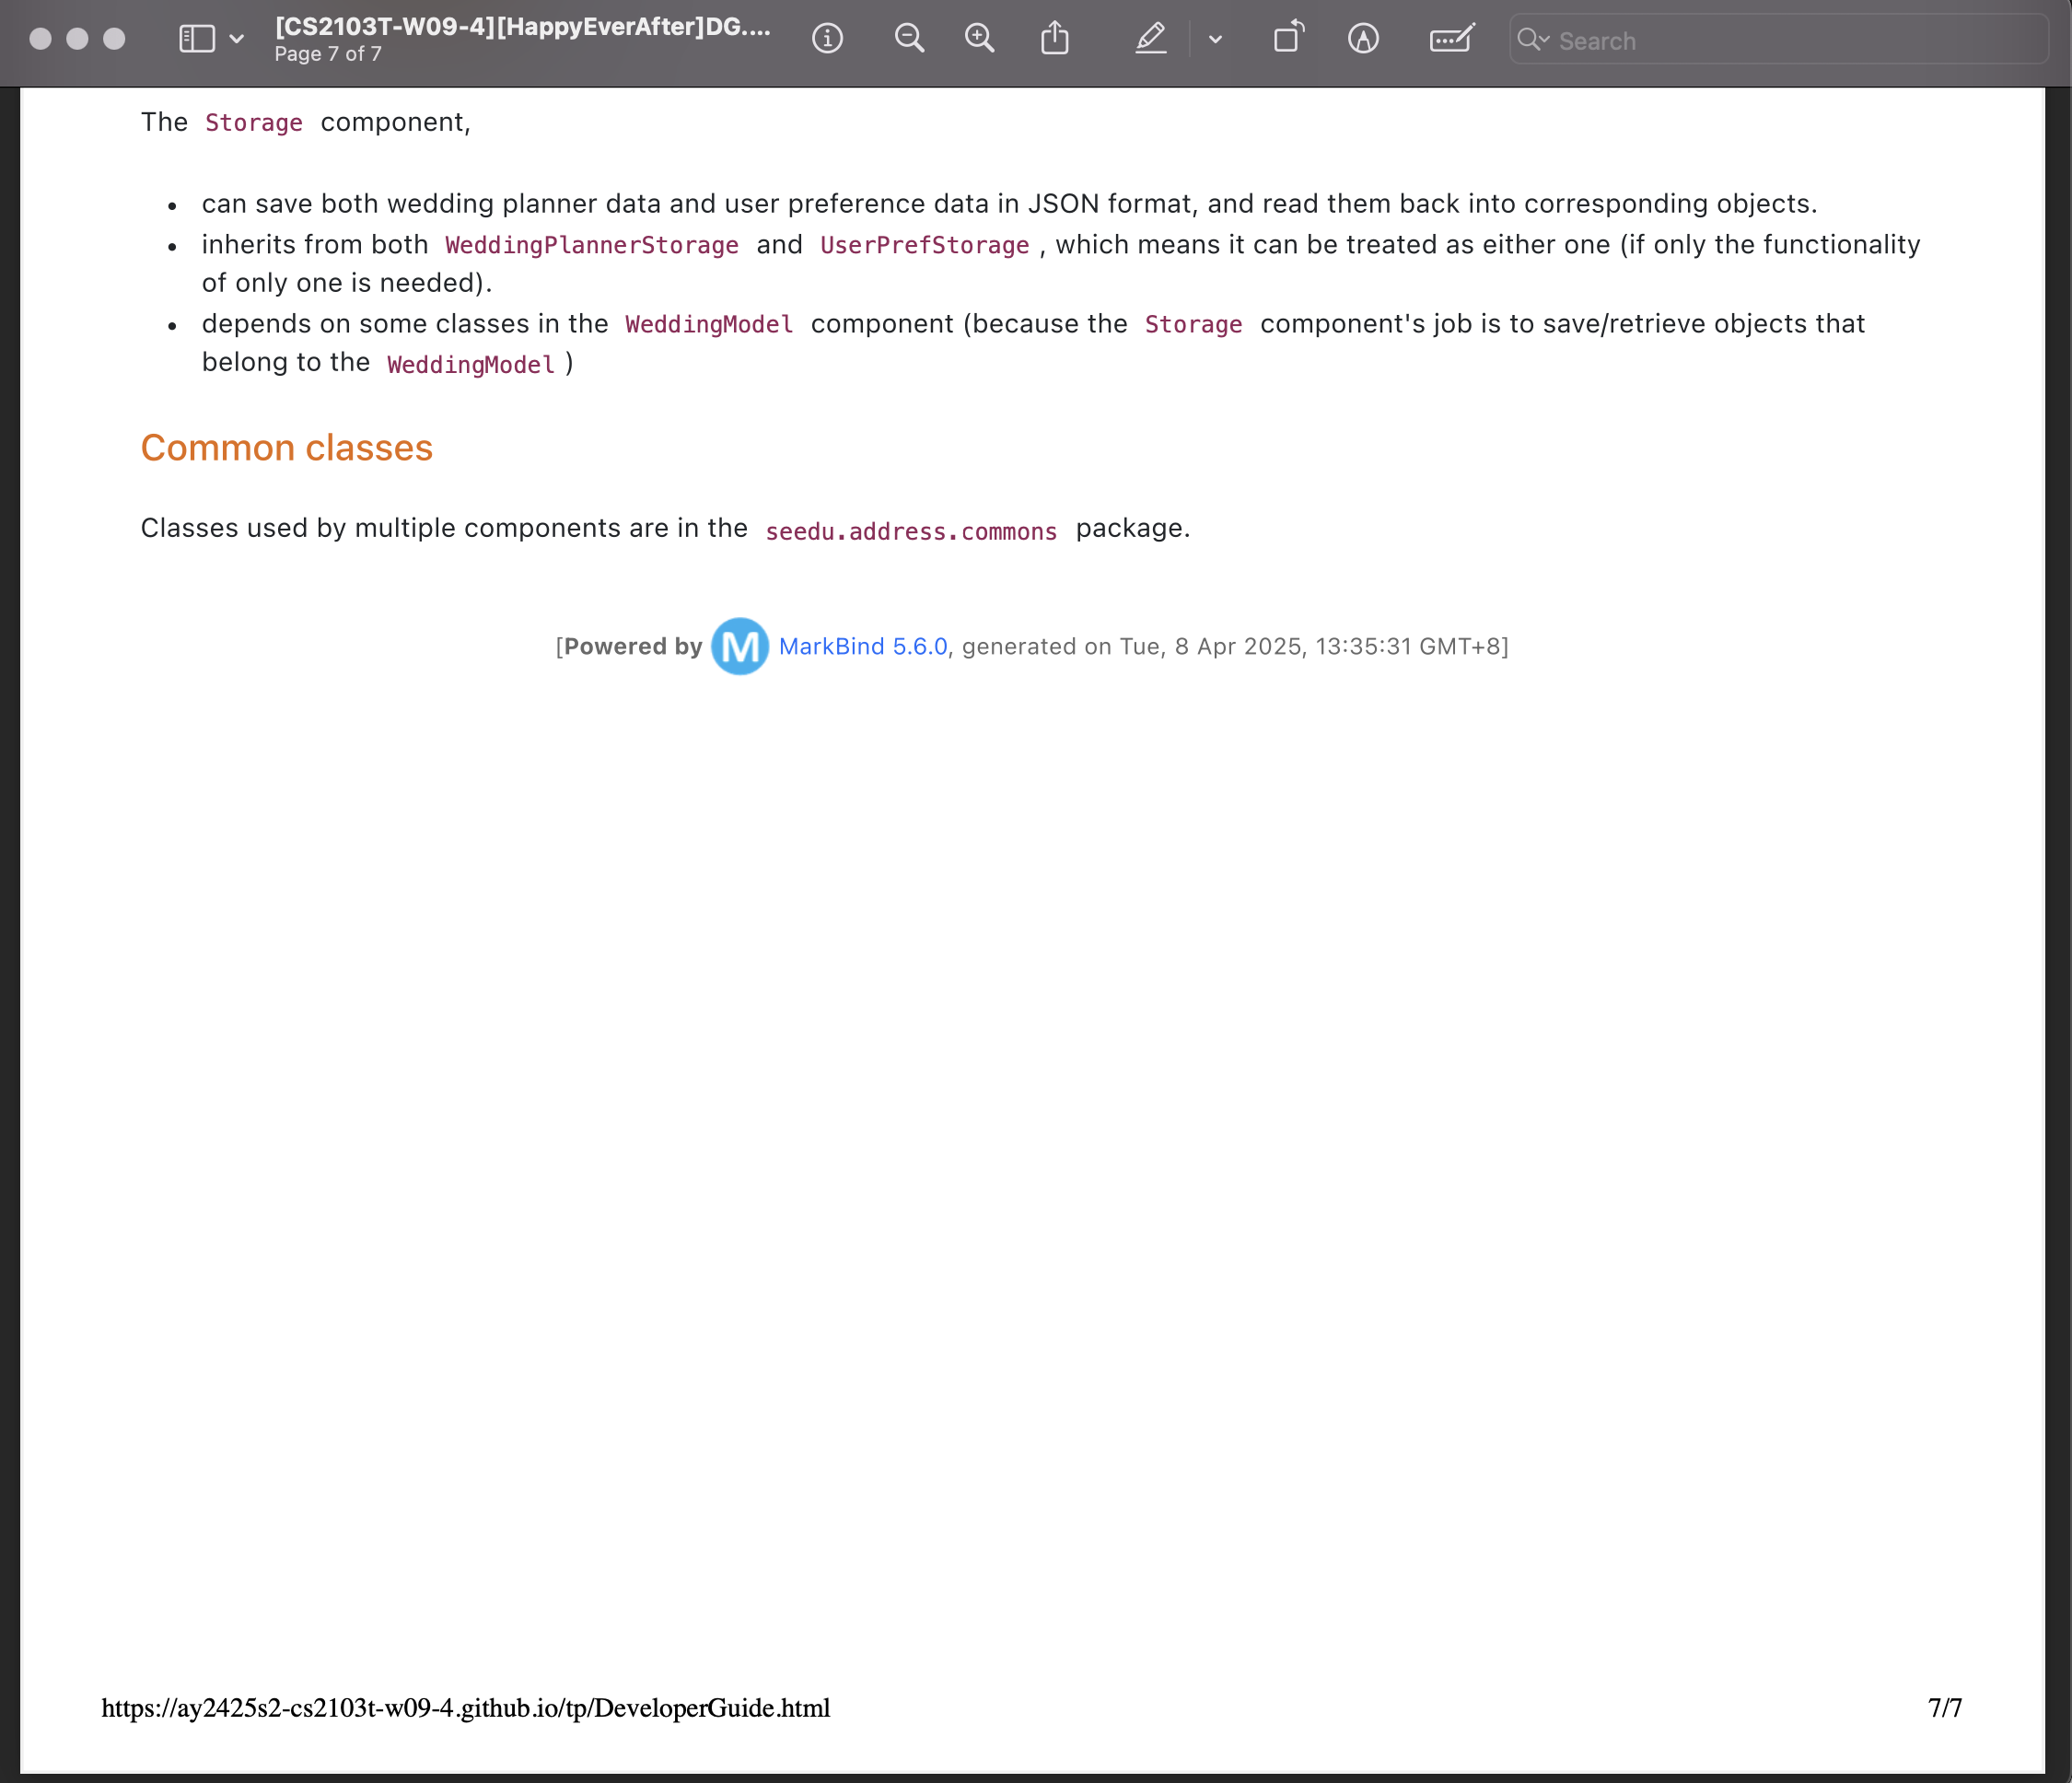 [CS2103T-W09-4][HappyEverAfter]DG....
Page 7 of 7
Search
The Storage component,
• can save both wedding planner data and user preference data in JSON format, and read them back into corresponding objects.
• inherits from both WeddingPlannerStorage and UserPrefStorage , which means it can be treated as either one (if only the functionality
of only one is needed).
• depends on some classes in the WeddingModel component (because the Storage component's job is to save/retrieve objects that
belong to the WeddingModel )
Common classes
Classes used by multiple components are in the seedu.address.commons package.
[Powered by M MarkBind 5.6.0, generated on Tue, 8 Apr 2025, 13:35:31 GMT+8]
https://ay2425s2-cs2103t-w09-4.github.io/tp/DeveloperGuide.html
7/7